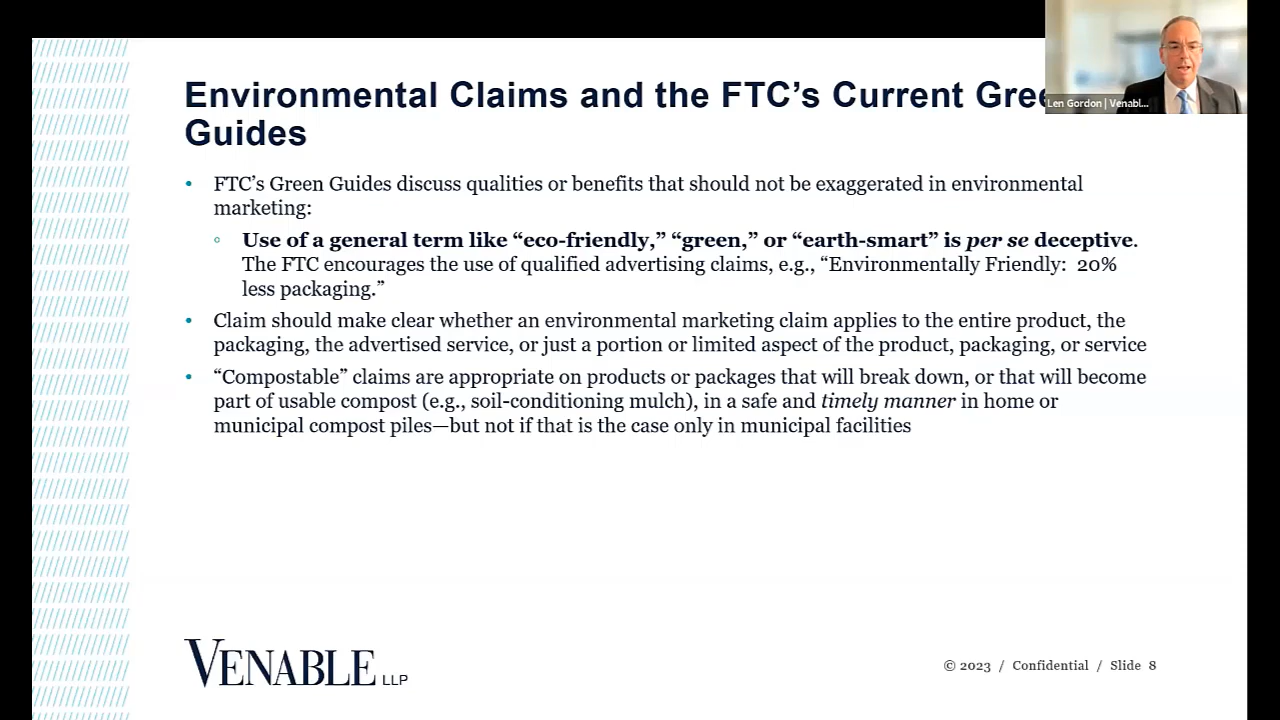 Environmental Claims and the FTC’s Current Gree
Guides
Len Gordon | Venabl...
• FTC’s Green Guides discuss qualities or benefits that should not be exaggerated in environmental
marketing:
◦ Use of a general term like “eco-friendly,” “green,” or “earth-smart” is per se deceptive.
The FTC encourages the use of qualified advertising claims, e.g., “Environmentally Friendly: 20%
less packaging.”
• Claim should make clear whether an environmental marketing claim applies to the entire product, the
packaging, the advertised service, or just a portion or limited aspect of the product, packaging, or service
• “Compostable” claims are appropriate on products or packages that will break down, or that will become
part of usable compost (e.g., soil-conditioning mulch), in a safe and timely manner in home or
municipal compost piles—but not if that is the case only in municipal facilities
VENABLE LLP
© 2023 / Confidential / Slide 8